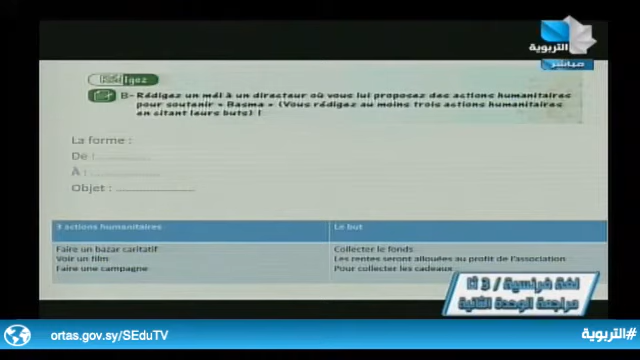 التربوية
مباشر
Rédigez
B- Rédigez un mél à un directeur où vous lui proposez des actions humanitaires
pour soutenir « Basma » (Vous rédigez au moins trois actions humanitaires
en citant leurs buts) !
La forme :
De :...............
À :...............
Objet : ...............
3 actions humanitaires
Le but
Faire un bazar caritatif
Collecter le fonds
Voir un film
Les rentes seront allouées au profit de l'association
Faire une campagne
Pour collecter les cadeaux
لغة فرنسية / 3 ثا
مراجعة الوحدة الثانية
ortas.gov.sy/SEduTV
#التربوية